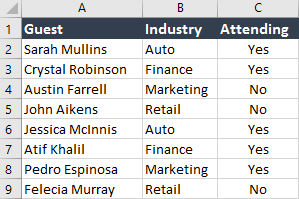 A B C
1 Guest Industry Attending
2 Sarah Mullins Auto Yes
3 Crystal Robinson Finance Yes
4 Austin Farrell Marketing No
5 John Aikens Retail No
6 Jessica McInnis Auto Yes
7 Atif Khalil Finance Yes
8 Pedro Espinosa Marketing Yes
9 Felecia Murray Retail No